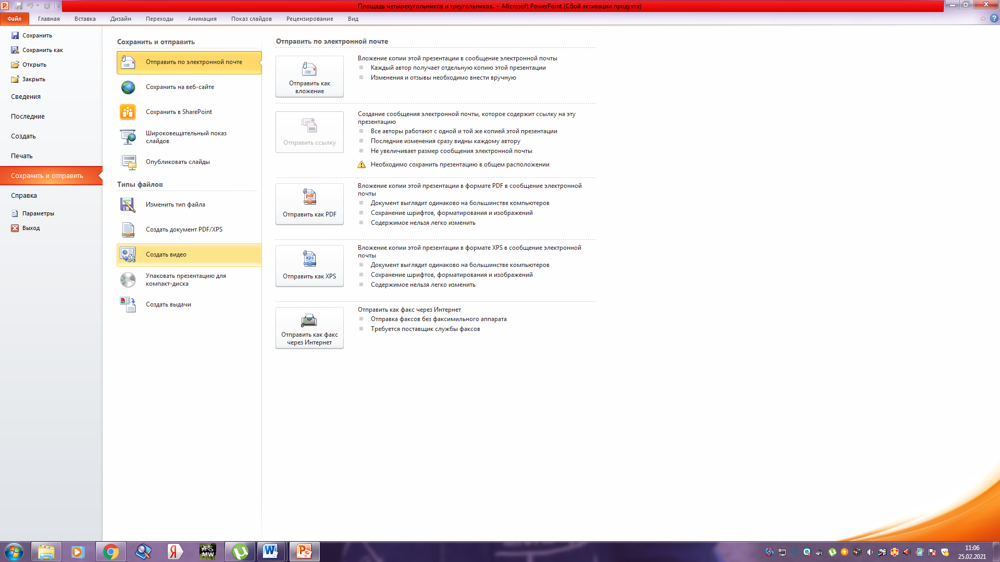 Площадь четырехугольников и треугольников. - Microsoft PowerPoint (Сбой активации продукта)
Файл Главная Вставка Дизайн Переходы Анимация Показ слайдов Рецензирование Вид
Сохранить
Сохранить как
Открыть
Закрыть
Сведения
Последние
Создать
Печать
Сохранить и отправить
Справка
Параметры
Выход
Сохранить и отправить
Отправить по электронной почте
Сохранить на веб-сайте
Сохранить в SharePoint
Широковещательный показ
слайдов
Опубликовать слайды
Типы файлов
Изменить тип файла
Создать документ PDF/XPS
Создать видео
Упаковать презентацию для
компакт-диска
Создать выдачи
Отправить по электронной почте
Отправить как
вложение
Вложение копии этой презентации в сообщение электронной почты
Каждый автор получает отдельную копию этой презентации
Изменения и отзывы необходимо внести вручную
Отправить ссылку
Создание сообщения электронной почты, которое содержит ссылку на эту
презентацию
Все авторы работают с одной и той же копией этой презентации
Последние изменения сразу видны каждому автору
Не увеличивает размер сообщения электронной почты
Необходимо сохранить презентацию в общем расположении
pdf
Отправить как PDF
Вложение копии этой презентации в формате PDF в сообщение электронной
почты
Документ выглядит одинаково на большинстве компьютеров
Сохранение шрифтов, форматирования и изображений
Содержимое нельзя легко изменить
xps
Отправить как XPS
Вложение копии этой презентации в формате XPS в сообщение электронной
почты
Документ выглядит одинаково на большинстве компьютеров
Сохранение шрифтов, форматирования и изображений
Содержимое нельзя легко изменить
Отправить как факс
через Интернет
Отправить как факс через Интернет
Отправка факсов без факсимильного аппарата
Требуется поставщик службы факсов
Я
NFS
MW
W
P
11:06
25.02.2021